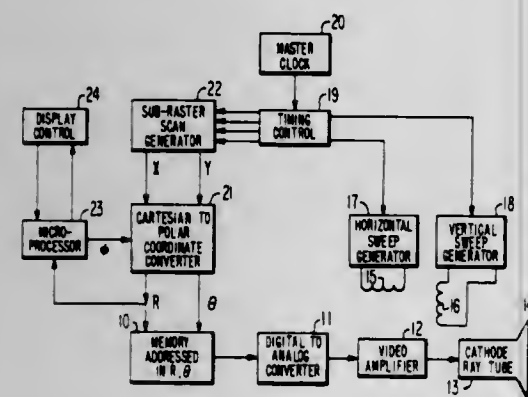 20
MASTER
CLOCK
24
DISPLAY
CONTROL
22
SUB-RASTER
SCAN
GENERATOR
19
TIMING
CONTROL
X
Y
23
MICRO-
PROCESSOR
ϕ
21
CARTESIAN TO
POLAR
COORDINATE
CONVERTER
17
HORIZONTAL
SWEEP
GENERATOR
15
18
VERTICAL
SWEEP
GENERATOR
16
R
θ
10
MEMORY
ADDRESSED
IN R, θ
11
DIGITAL TO
ANALOG
CONVERTER
12
VIDEO
AMPLIFIER
14
CATHODE
RAY TUBE
13